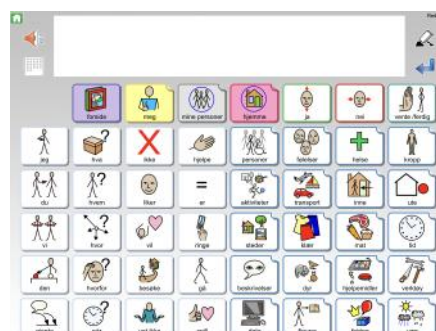 forside meg mine personer hjemme ja nei vente /ferdig
jeg hva ikke hjelpe personer følelser helse kropp
du hvem liker er aktiviteter transport inne ute
vi hvor vil ringe steder klær mat tid
den hvorfor besøke gå beskrivelser dyr hjelpemidler verktøy